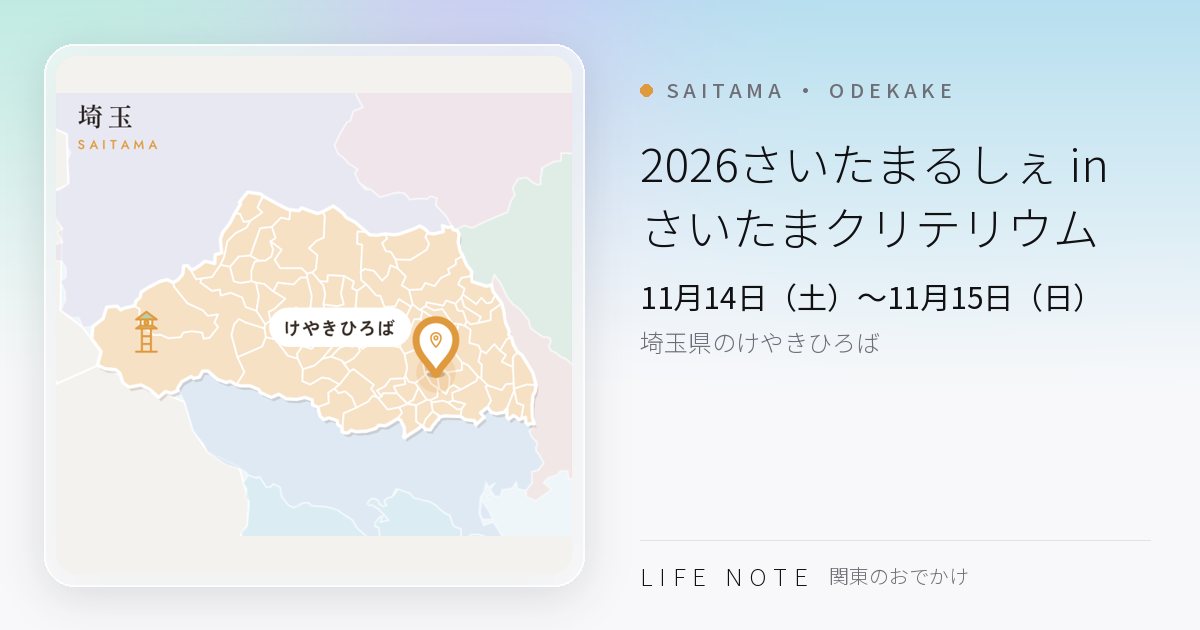 埼玉
SAITAMA
けやきひろば
SAITAMA • ODEKAKE
2026さいたまるしぇ in
さいたまクリテリウム
11月14日（土）〜11月15日（日）
埼玉県のけやきひろば
LIFE NOTE 関東のおでかけ